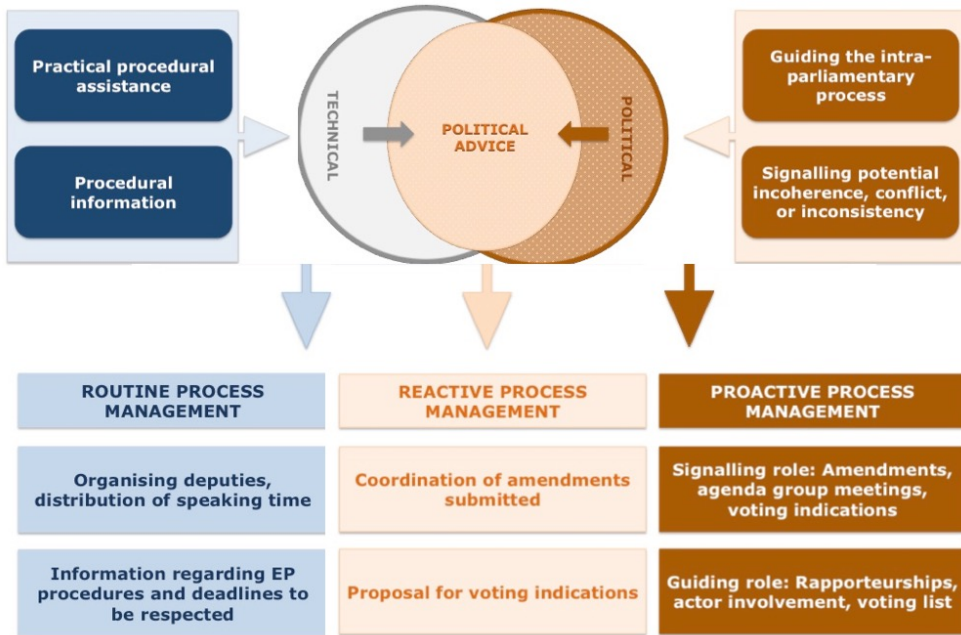 Practical procedural
assistance
Procedural
information
TECHNICAL
POLITICAL
ADVICE
POLITICAL
Guiding the intra-
parliamentary
process
Signalling potential
incoherence, conflict,
or inconsistency
ROUTINE PROCESS
MANAGEMENT
Organising deputies,
distribution of speaking time
Information regarding EP
procedures and deadlines to
be respected
REACTIVE PROCESS
MANAGEMENT
Coordination of amendments
submitted
Proposal for voting indications
PROACTIVE PROCESS
MANAGEMENT
Signalling role: Amendments,
agenda group meetings,
voting indications
Guiding role: Rapporteurships,
actor involvement, voting list